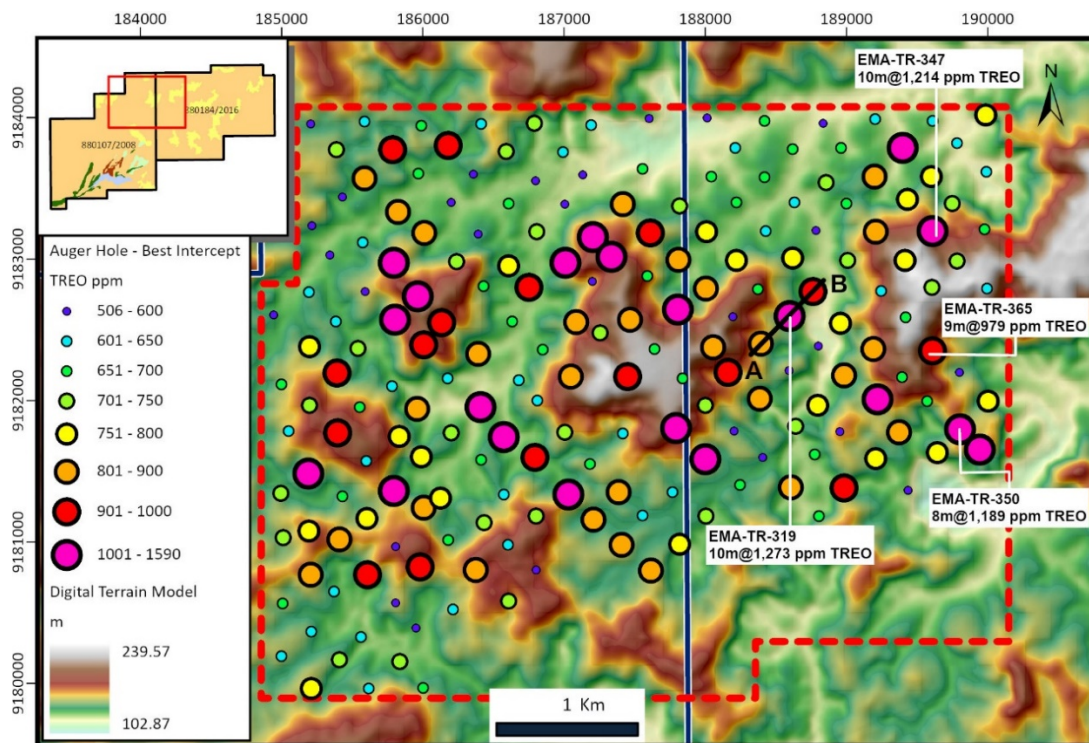 184000 185000 186000 187000 188000 189000 190000
9184000
9183000
9182000
9181000
9180000
880184/2016
880107/2008
N
EMA-TR-347
10m@1,214 ppm TREO
EMA-TR-365
9m@979 ppm TREO
EMA-TR-350
8m@1,189 ppm TREO
EMA-TR-319
10m@1,273 ppm TREO
B
A
Auger Hole - Best Intercept
TREO ppm
506 - 600
601 - 650
651 - 700
701 - 750
751 - 800
801 - 900
901 - 1000
1001 - 1590
Digital Terrain Model
m
239.57
102.87
1 Km